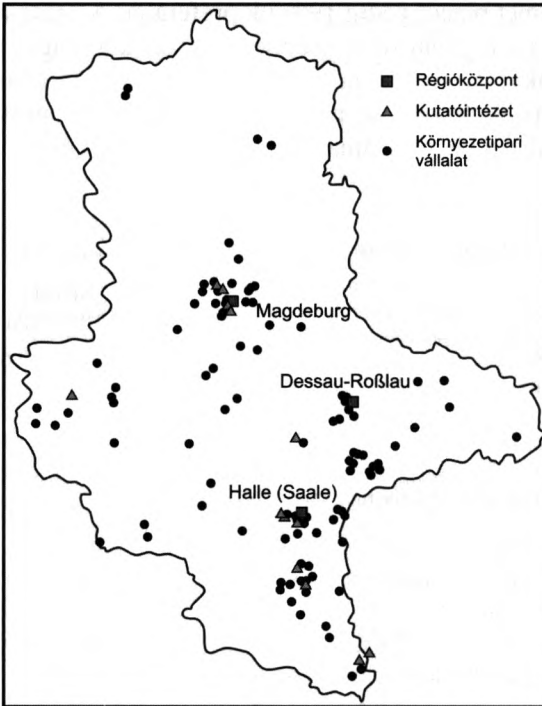 Régióközpont
Kutatóintézet
Környezetipari
vállalat
Magdeburg
Dessau-Roßlau
Halle (Saale)